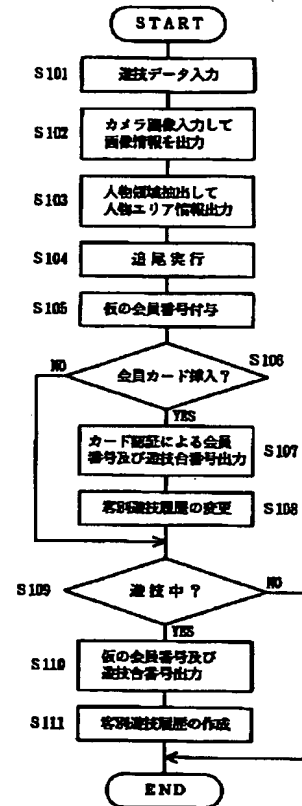 START
S101
遊技データ入力
S102
カメラ画像入力して
画像情報を出力
S103
人物領域抽出して
人物エリア情報出力
S104
追尾実行
S105
仮の会員番号付与
S106
会員カード挿入?
NO
YES
カード認証による会員
番号及び遊技台番号出力
S107
客別遊技履歴の変更
S108
S109
遊技中?
NO
YES
S110
仮の会員番号及び
遊技台番号出力
S111
客別遊技履歴の作成
END